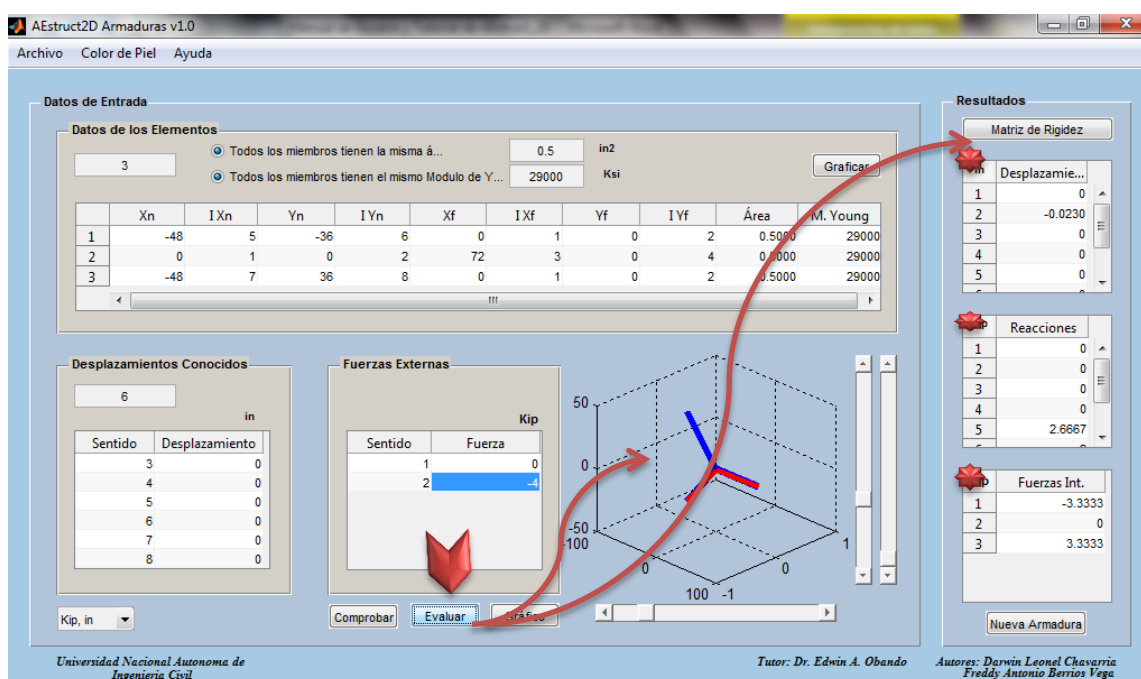 AEstruct2D Armaduras v1.0
Archivo Color de Piel Ayuda
Datos de Entrada
Datos de los Elementos
3
Todos los miembros tienen la misma á... 0.5 in2
Todos los miembros tienen el mismo Modulo de Y... 29000 Ksi
Graficar
Xn I Xn Yn I Yn Xf I Xf Yf I Yf Área M. Young
1 -48 5 -36 6 0 1 0 2 0.5000 29000
2 0 1 0 2 72 3 0 4 0.5000 29000
3 -48 7 36 8 0 1 0 2 0.5000 29000
Desplazamientos Conocidos
6
in
Sentido Desplazamiento
3 0
4 0
5 0
6 0
7 0
8 0
Kip, in
Fuerzas Externas
Kip
Sentido Fuerza
1 0
2 -4
Comprobar Evaluar Gráfico
50
0
-50
-100
0
100
-1
0
1
Resultados
Matriz de Rigidez
in Desplazamie...
1 0
2 -0.0230
3 0
4 0
5 0
Reacciones
1 0
2 0
3 0
4 0
5 2.6667
Fuerzas Int.
1 -3.3333
2 0
3 3.3333
Nueva Armadura
Universidad Nacional Autonoma de
Ingenieria Civil
Tutor: Dr. Edwin A. Obando
Autores: Darwin Leonel Chavarria
Freddy Antonio Berrios Vega